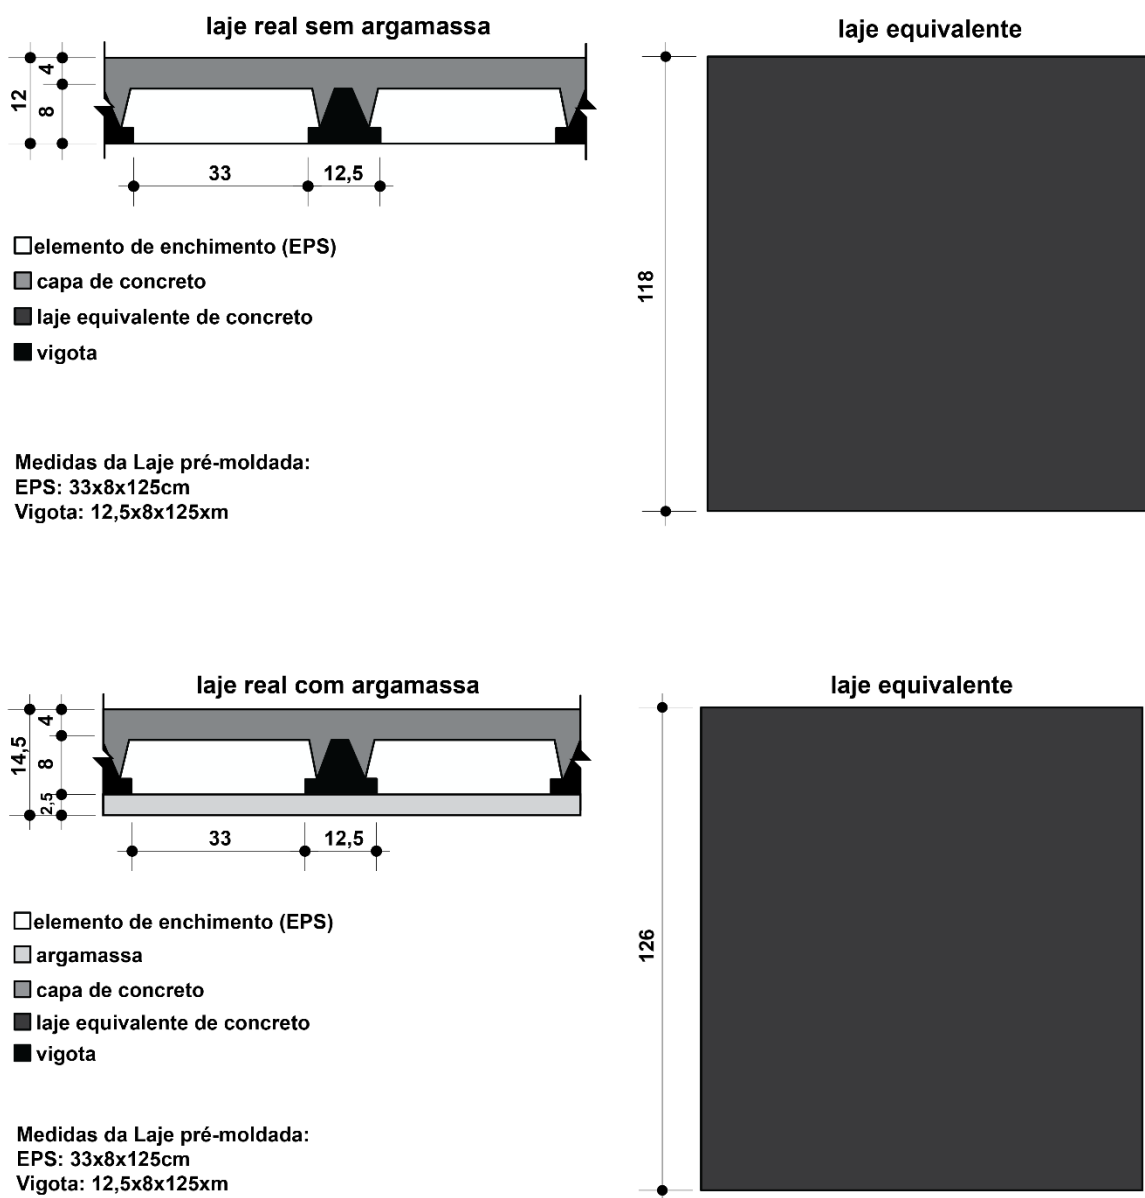 laje real sem argamassa
laje equivalente
4
12
8
33
12,5
118
elemento de enchimento (EPS)
capa de concreto
laje equivalente de concreto
vigota
Medidas da Laje pré-moldada:
EPS: 33x8x125cm
Vigota: 12,5x8x125xm
laje real com argamassa
laje equivalente
4
14,5
8
2,5
33
12,5
126
elemento de enchimento (EPS)
argamassa
capa de concreto
laje equivalente de concreto
vigota
Medidas da Laje pré-moldada:
EPS: 33x8x125cm
Vigota: 12,5x8x125xm